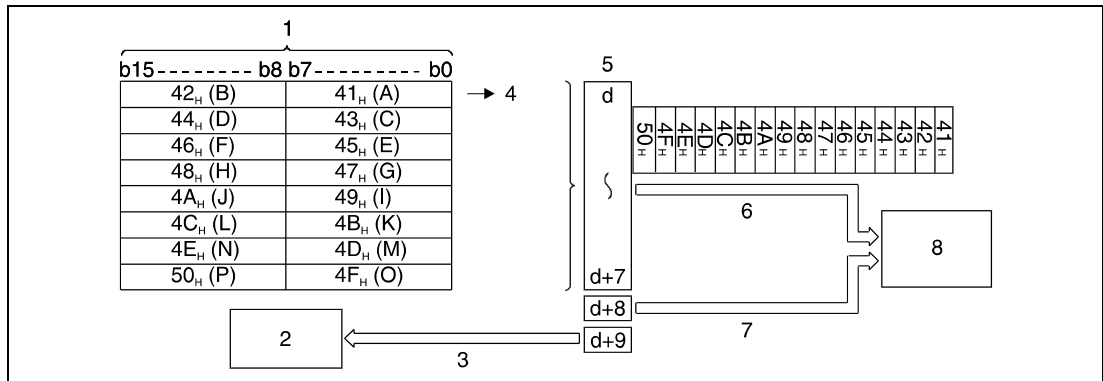 1
b15--------- b8 b7--------- b0
42H (B) 41H (A)
44H (D) 43H (C)
46H (F) 45H (E)
48H (H) 47H (G)
4AH (J) 49H (I)
4CH (L) 4BH (K)
4EH (N) 4DH (M)
50H (P) 4FH (O)
4
5
d
d+7
d+8
d+9
50H 4FH 4EH 4DH 4CH 4BH 4AH 49H 48H 47H 46H 45H 44H 43H 42H 41H
6
7
8
2
3